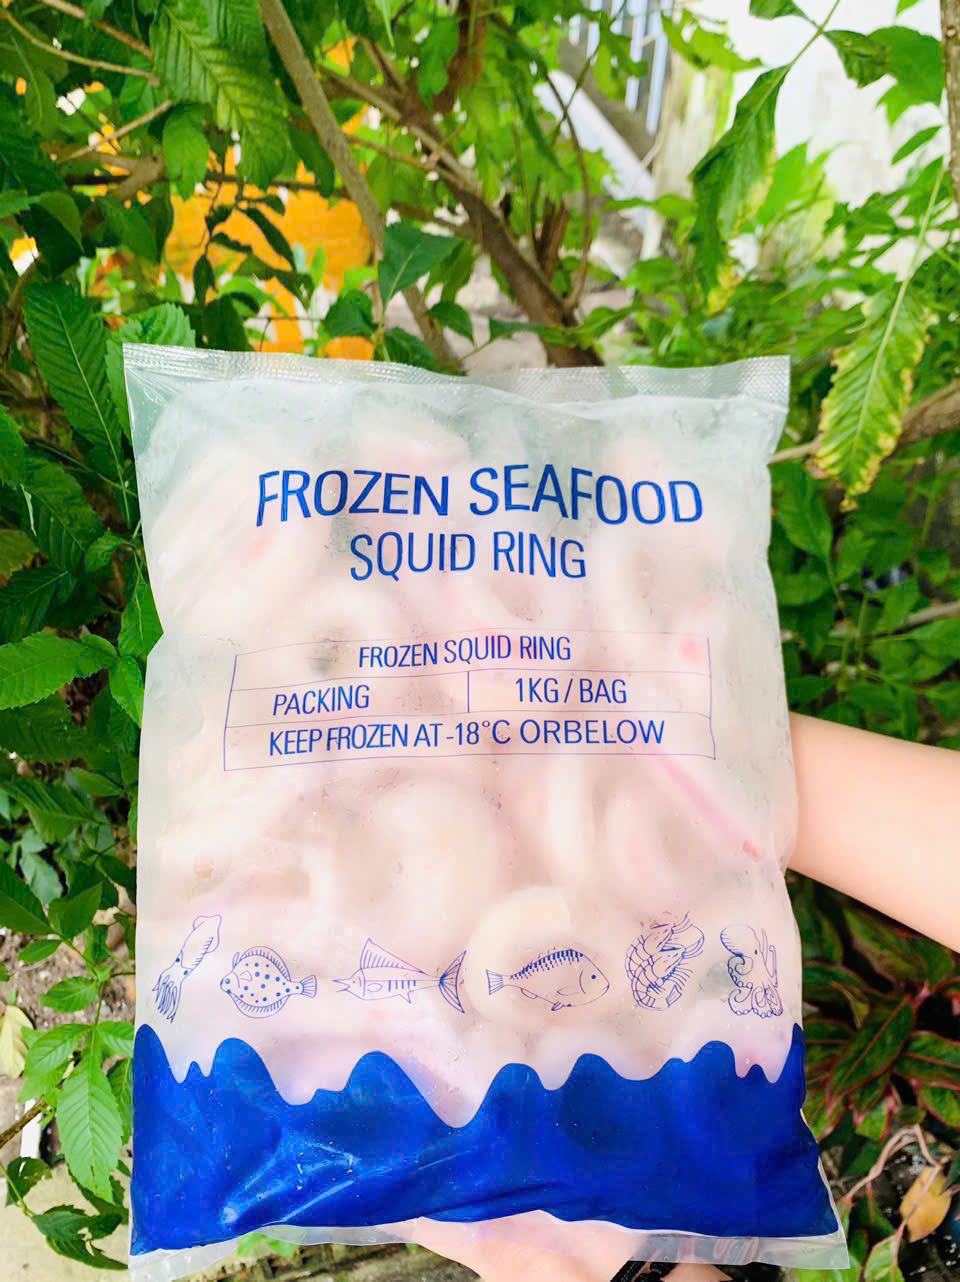 FROZEN SEAFOOD
SQUID RING
FROZEN SQUID RING
PACKING 1KG / BAG
KEEP FROZEN AT -18°C ORBELOW